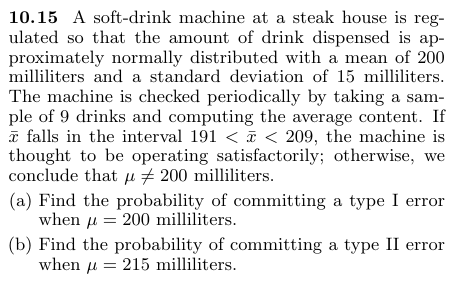 10.15 A soft-drink machine at a steak house is reg-
ulated so that the amount of drink dispensed is ap-
proximately normally distributed with a mean of 200
milliliters and a standard deviation of 15 milliliters.
The machine is checked periodically by taking a sam-
ple of 9 drinks and computing the average content. If
x̄ falls in the interval 191 < x̄ < 209, the machine is
thought to be operating satisfactorily; otherwise, we
conclude that μ ≠ 200 milliliters.
(a) Find the probability of committing a type I error
when μ = 200 milliliters.
(b) Find the probability of committing a type II error
when μ = 215 milliliters.